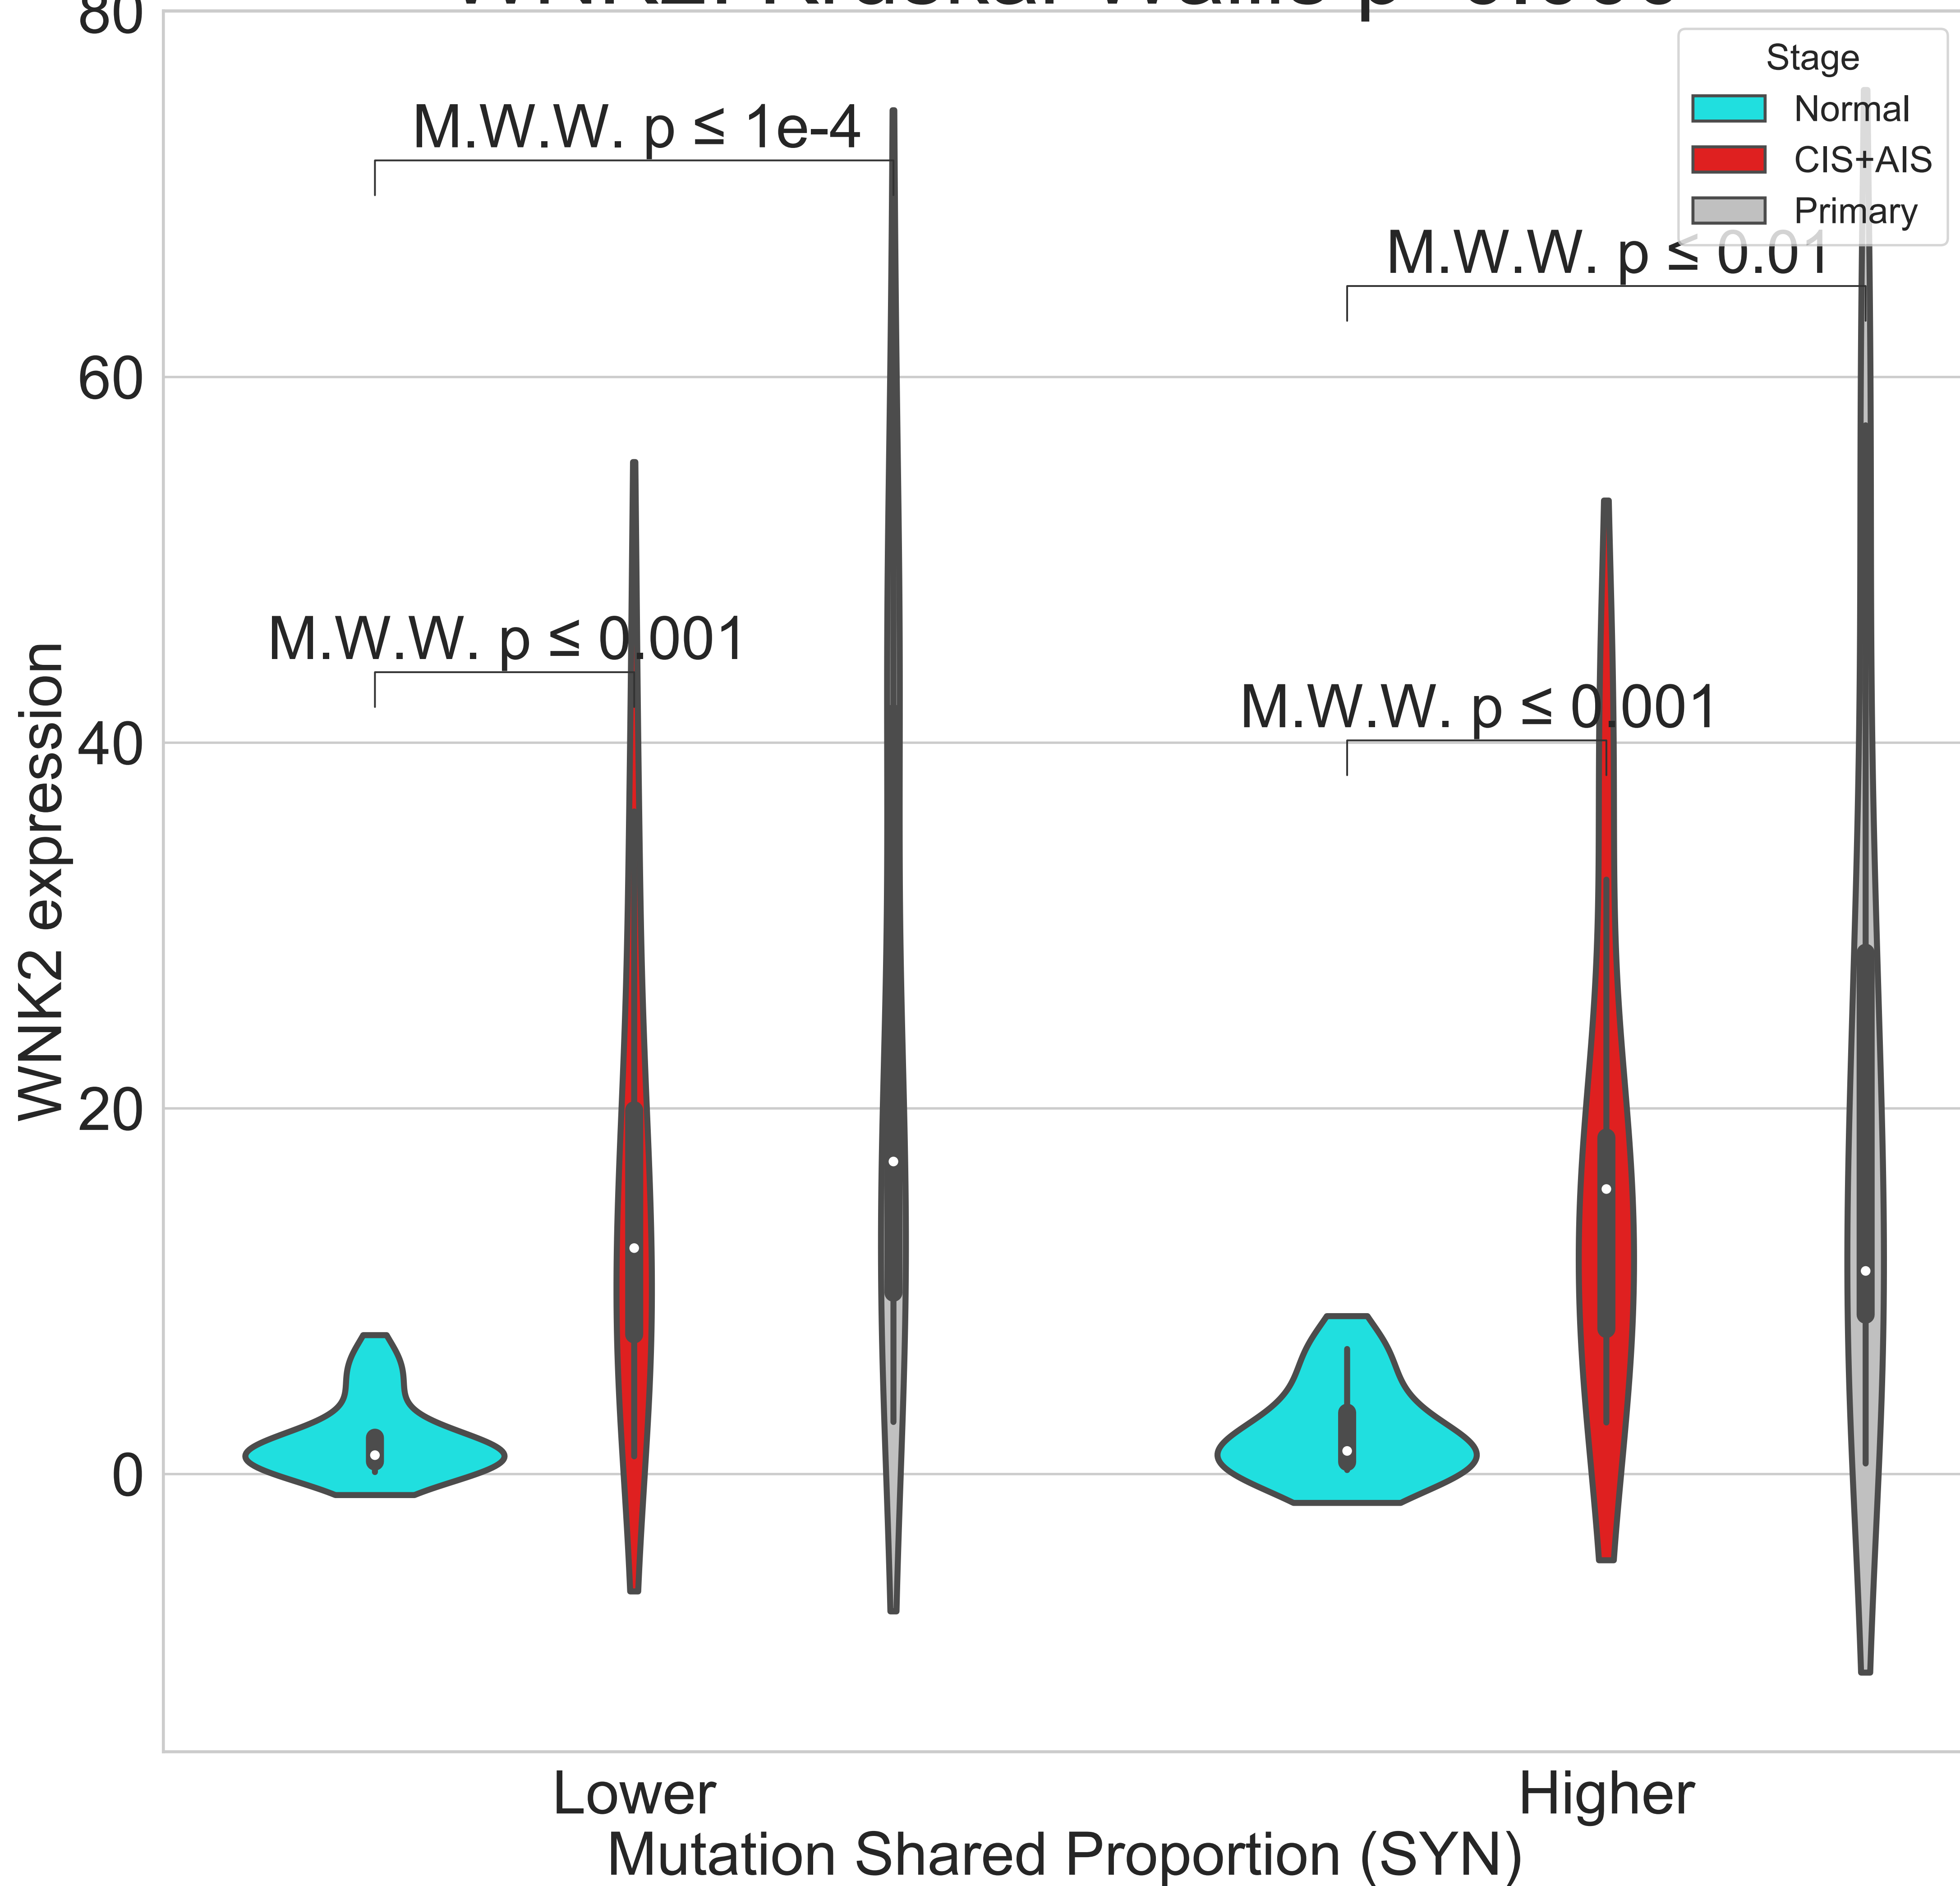 80
Stage
Normal
CIS+AIS
Primary
M.W.W. p ≤ 1e-4
M.W.W. p ≤ 0.01
60
M.W.W. p ≤ 0.001
M.W.W. p ≤ 0.001
40
WNK2 expression
20
0
Lower
Higher
Mutation Shared Proportion (SYN)